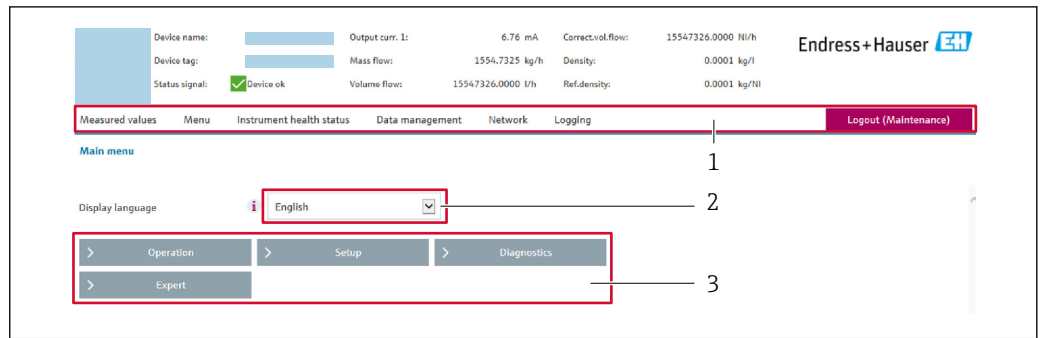 Device name: Output curr. 1: 6.76 mA Correct.vol.flow: 15547326.0000 Nl/h
Device tag: Mass flow: 1554.7325 kg/h Density: 0.0001 kg/l
Status signal: Device ok Volume flow: 15547326.0000 l/h Ref.density: 0.0001 kg/Nl
Endress+Hauser EH
Measured values Menu Instrument health status Data management Network Logging Logout (Maintenance)
1
Main menu
Display language i English 2
> Operation > Setup > Diagnostics
> Expert 3